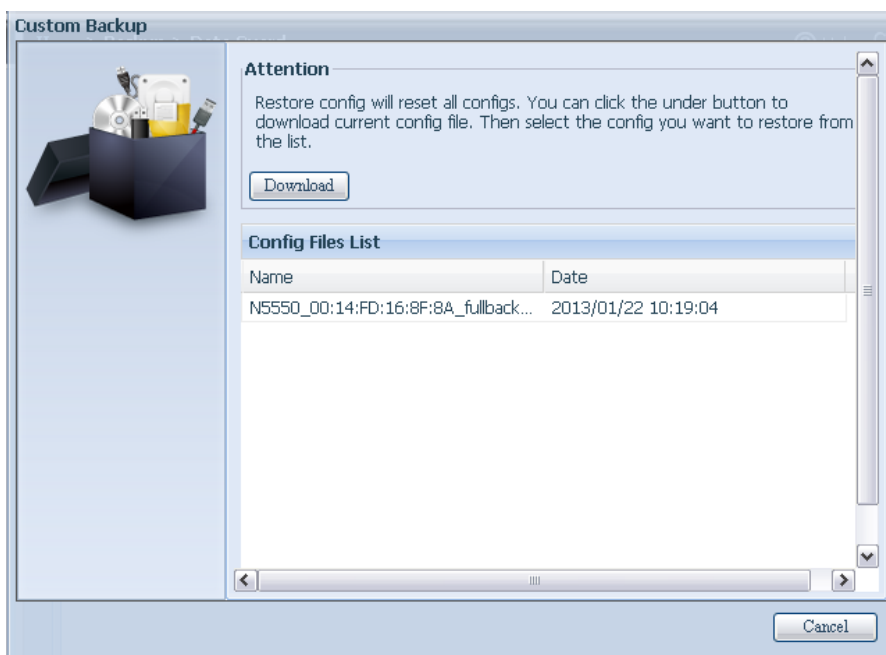 Custom Backup
Attention
Restore config will reset all configs. You can click the under button to
download current config file. Then select the config you want to restore from
the list.
Download
Config Files List
Name Date
N5550_00:14:FD:16:8F:8A_fullback... 2013/01/22 10:19:04
Cancel